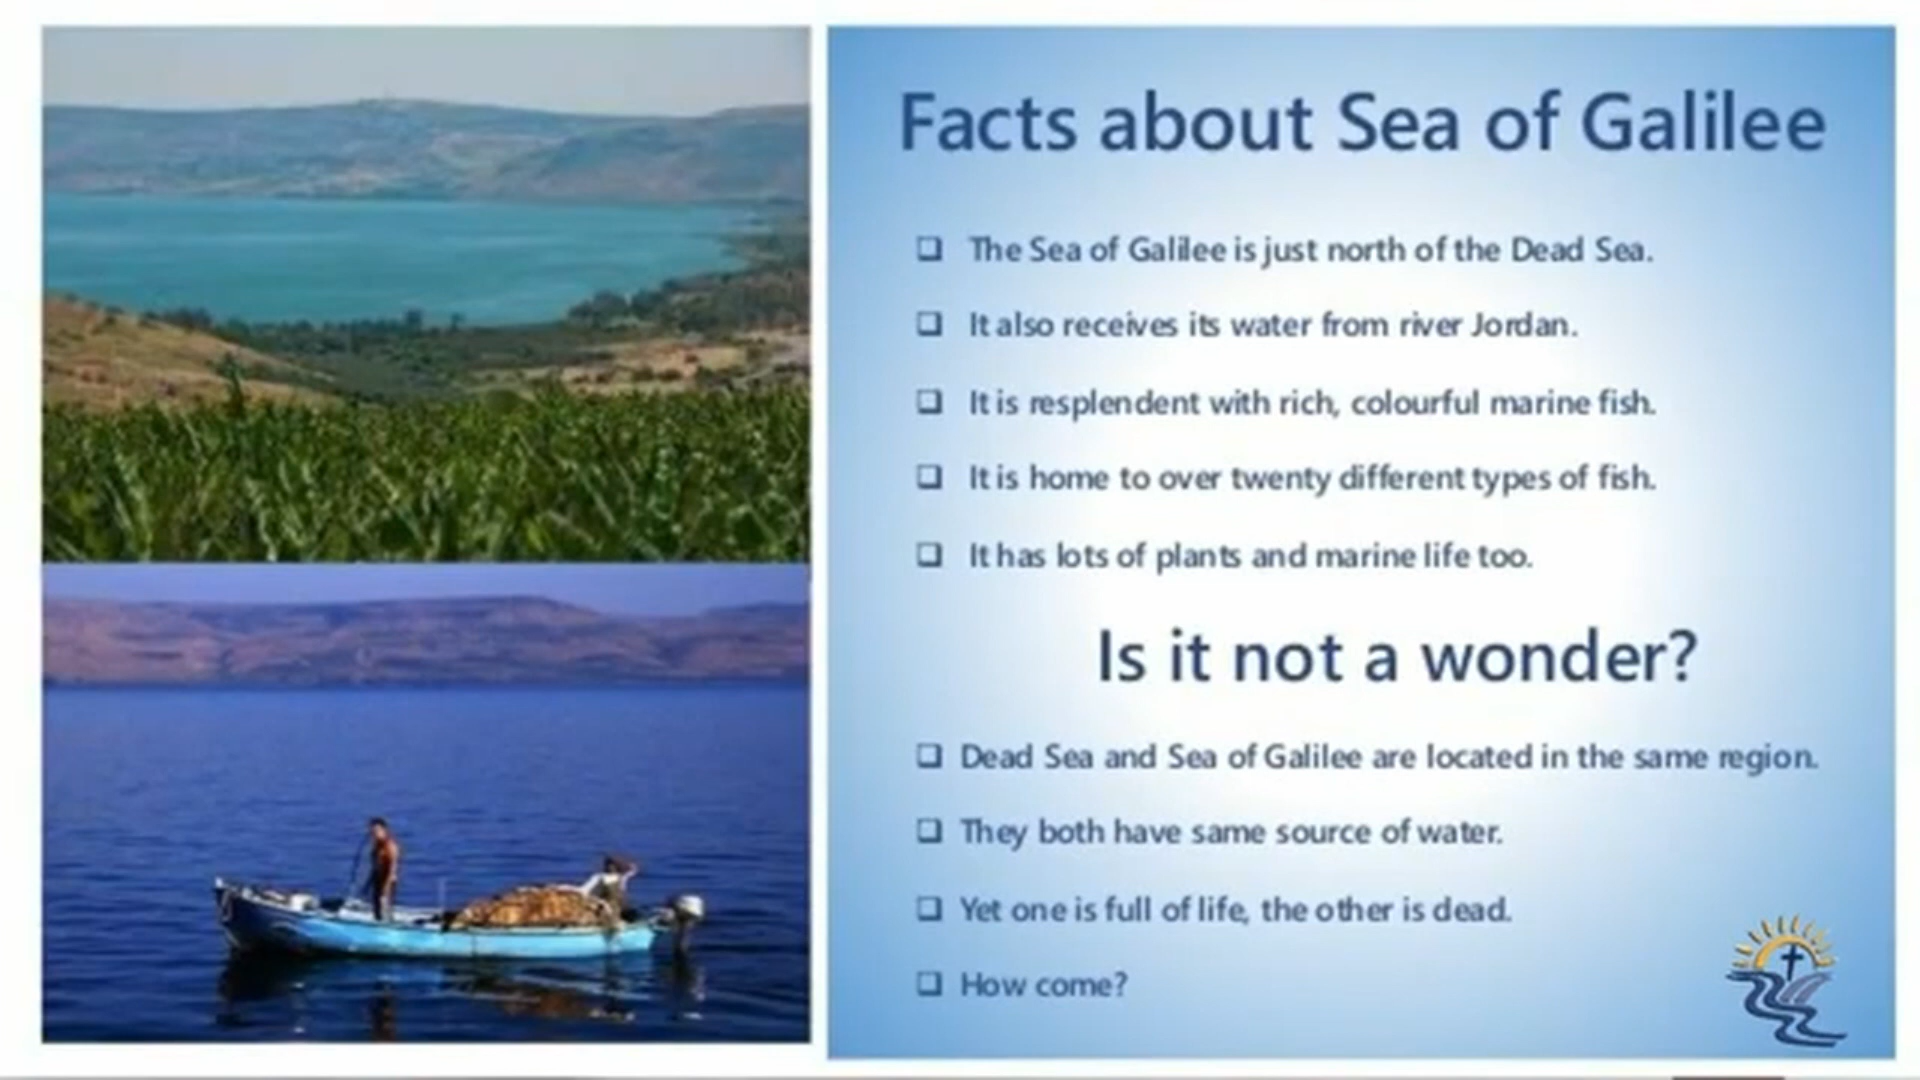 Facts about Sea of Galilee
❑ The Sea of Galilee is just north of the Dead Sea.
❑ It also receives its water from river Jordan.
❑ It is resplendent with rich, colourful marine fish.
❑ It is home to over twenty different types of fish.
❑ It has lots of plants and marine life too.
Is it not a wonder?
❑ Dead Sea and Sea of Galilee are located in the same region.
❑ They both have same source of water.
❑ Yet one is full of life, the other is dead.
❑ How come?